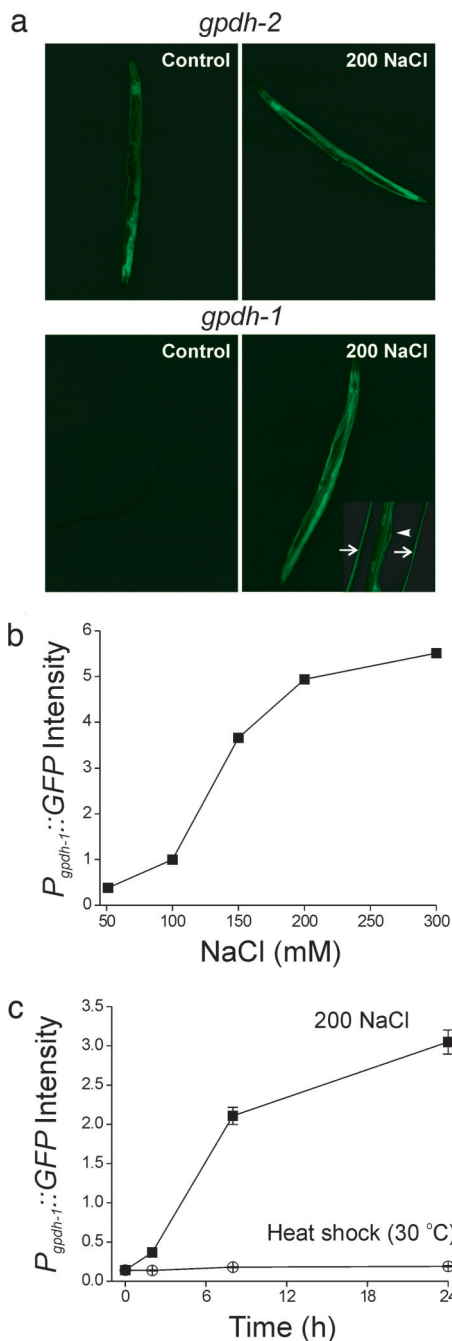 a
gpdh-2
Control
200 NaCl
gpdh-1
Control
200 NaCl
b
6
5
4
3
2
1
0
P gpdh-1::GFP Intensity
50 100 150 200 250 300
NaCl (mM)
c
3.5
3.0
2.5
2.0
1.5
1.0
0.5
0.0
P gpdh-1::GFP Intensity
200 NaCl
Heat shock (30 °C)
0 6 12 18 24
Time (h)